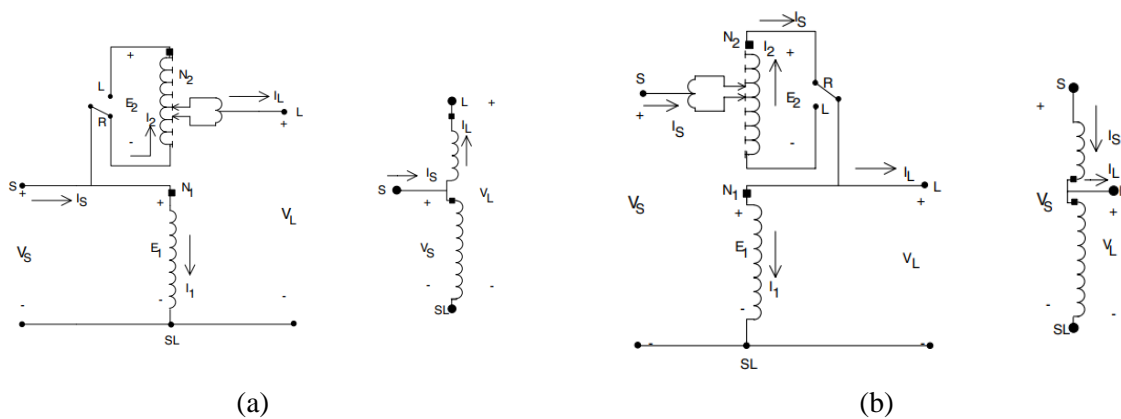 +
N2
L
E2
IL
L
R
I2
+
-
S
+
IS
N1
+
VS
E1
VL
I1
-
-
-
SL
L
+
IL
IS
S
+
VL
VS
-
-
SL
(a)
IS
N2
I2
+
S
R
E2
L
+
IS
-
N1
IL
L
+
+
VS
E1
VL
I1
-
-
-
SL
S
+
IS
IL
VS
+
VL
-
-
SL
(b)